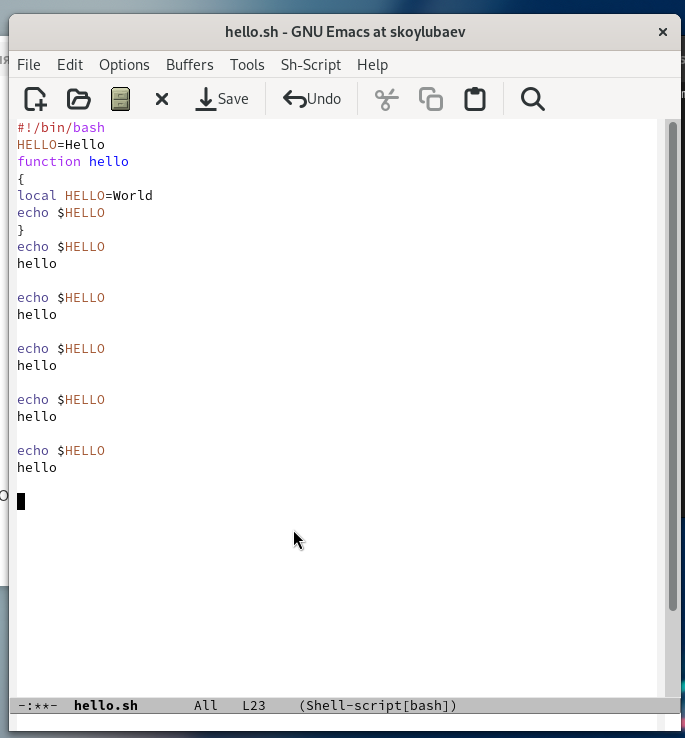 hello.sh - GNU Emacs at skoylubaev ×
File Edit Options Buffers Tools Sh-Script Help
Save Undo
#!/bin/bash
HELLO=Hello
function hello
{
local HELLO=World
echo $HELLO
}
echo $HELLO
hello
echo $HELLO
hello
echo $HELLO
hello
echo $HELLO
hello
echo $HELLO
hello
-:**- hello.sh All L23 (Shell-script[bash])